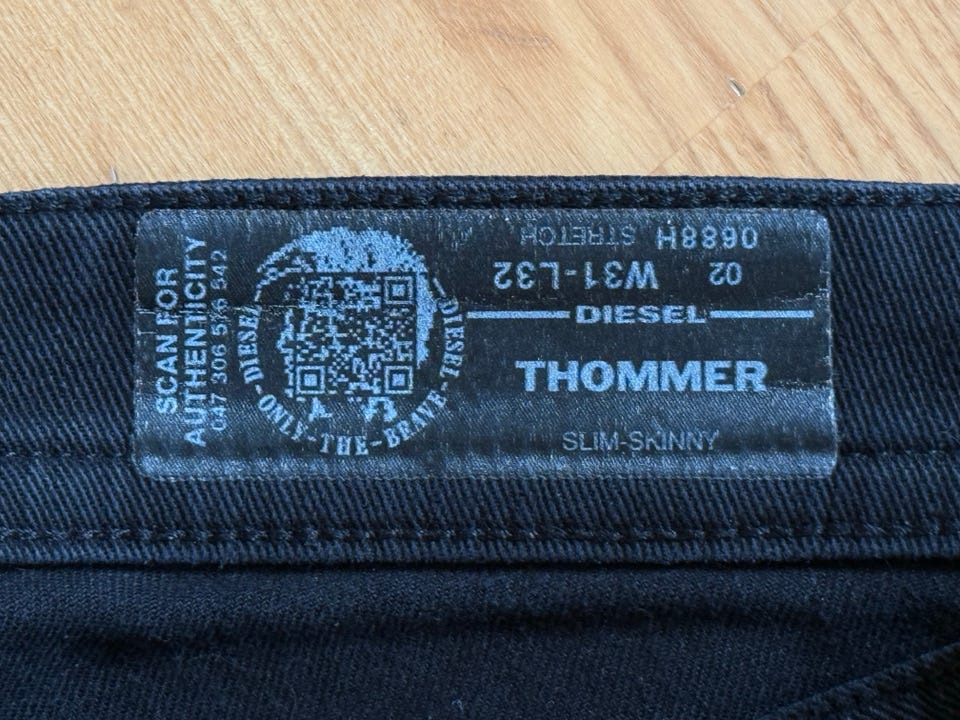 SCAN FOR
AUTHENTICITY
047 306 516 542
DIESEL-ONLY-THE-BRAVE-DIESEL
0688H STRETCH
02 W31-L32
DIESEL
THOMMER
SLIM-SKINNY